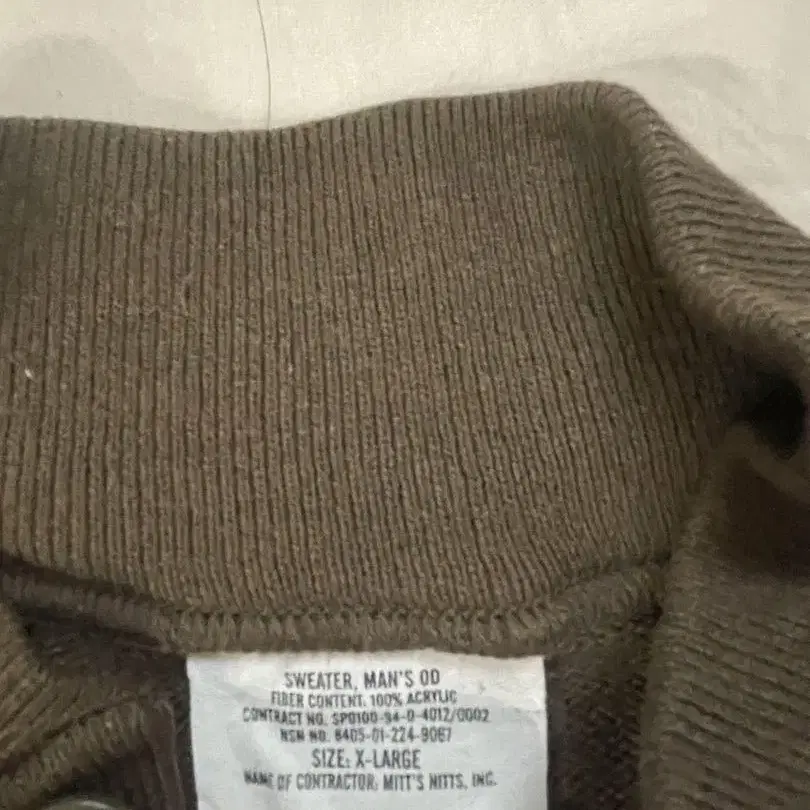 SWEATER, MAN'S OD
FIBER CONTENT: 100% ACRYLIC
CONTRACT NO. SPO100-94-D-4012/0002
NSN NO. 8405-01-224-9067
SIZE: X-LARGE
NAME OF CONTRACTOR: MITT'S NITTS, INC.